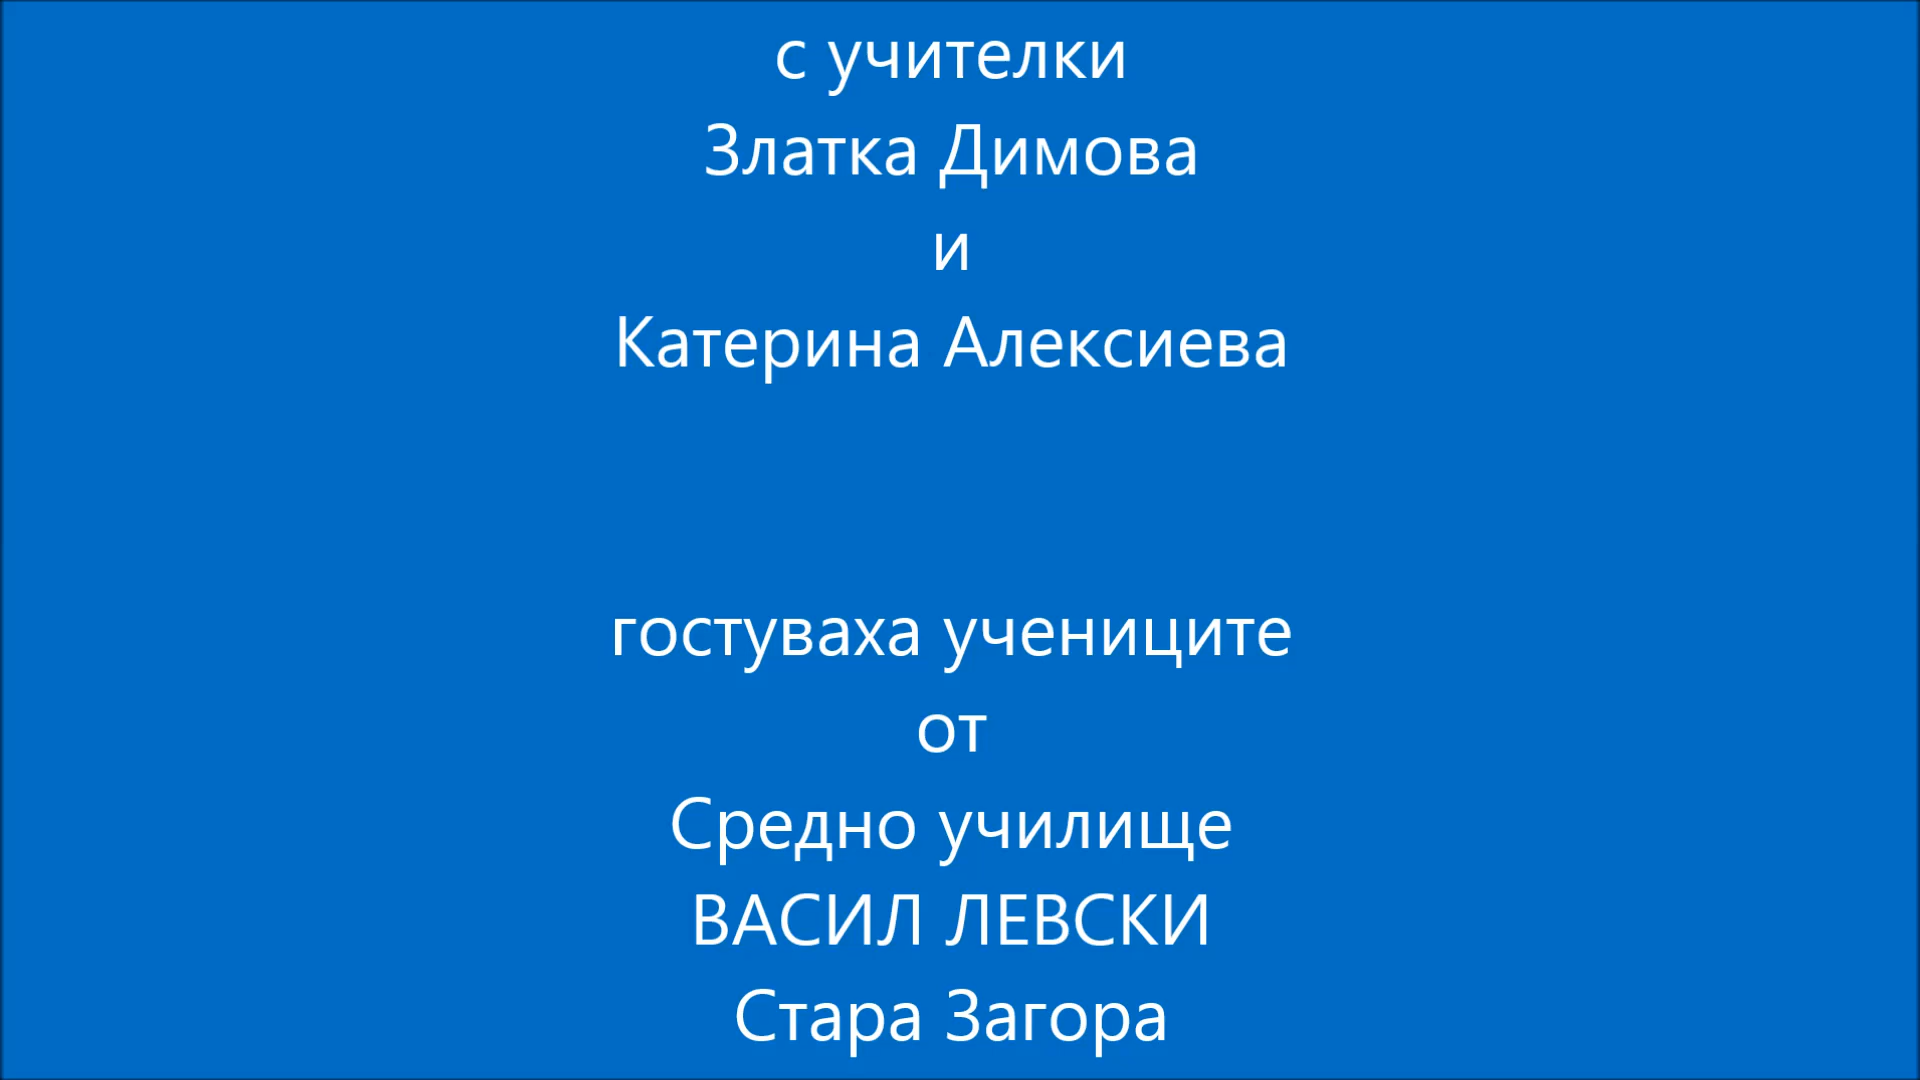 с учителки
Златка Димова
и
Катерина Алексиева
гостуваха учениците
от
Средно училище
ВАСИЛ ЛЕВСКИ
Стара Загора